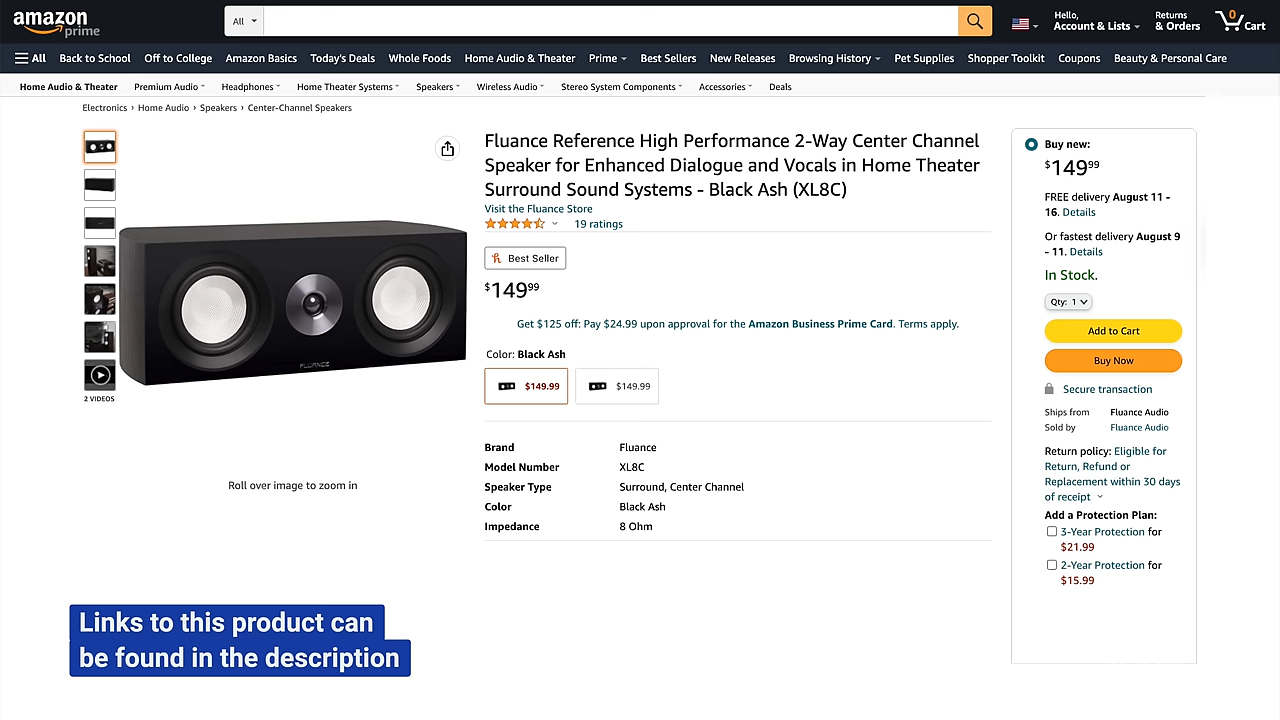 amazon
prime
All
Hello,
Account & Lists
Returns
& Orders
0
Cart
All
Back to School
Off to College
Amazon Basics
Today's Deals
Whole Foods
Home Audio & Theater
Prime
Best Sellers
New Releases
Browsing History
Pet Supplies
Shopper Toolkit
Coupons
Beauty & Personal Care
Home Audio & Theater
Premium Audio
Headphones
Home Theater Systems
Speakers
Wireless Audio
Stereo System Components
Accessories
Deals
Electronics › Home Audio › Speakers › Center-Channel Speakers
2 VIDEOS
FLUANCE
Roll over image to zoom in
Fluance Reference High Performance 2-Way Center Channel
Speaker for Enhanced Dialogue and Vocals in Home Theater
Surround Sound Systems - Black Ash (XL8C)
Visit the Fluance Store
19 ratings
Best Seller
$149.99
Get $125 off: Pay $24.99 upon approval for the Amazon Business Prime Card. Terms apply.
Color: Black Ash
$149.99
$149.99
Brand Fluance
Model Number XL8C
Speaker Type Surround, Center Channel
Color Black Ash
Impedance 8 Ohm
Buy new:
$149.99
FREE delivery August 11 -
16. Details
Or fastest delivery August 9
- 11. Details
In Stock.
Qty: 1
Add to Cart
Buy Now
Secure transaction
Ships from Fluance Audio
Sold by Fluance Audio
Return policy: Eligible for
Return, Refund or
Replacement within 30 days
of receipt
Add a Protection Plan:
3-Year Protection for
$21.99
2-Year Protection for
$15.99
Links to this product can
be found in the description